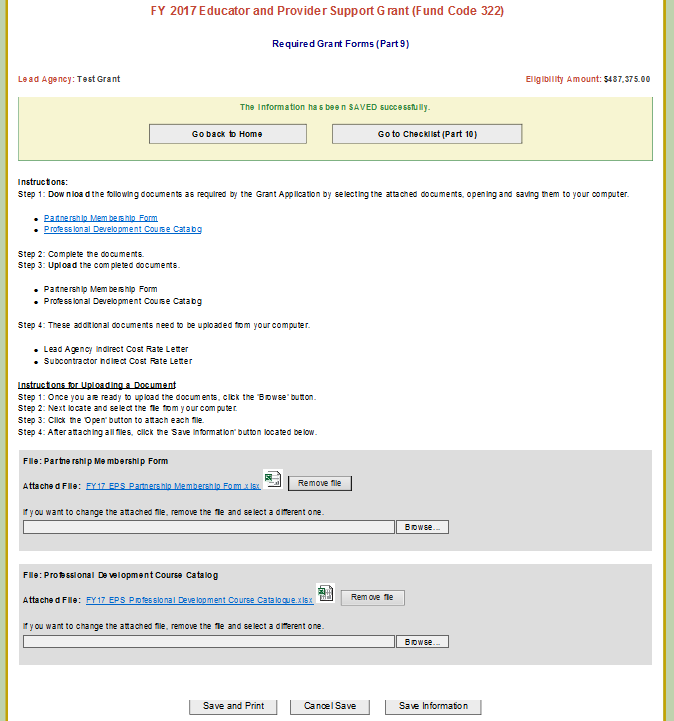 FY 2017 Educator and Provider Support Grant (Fund Code 322)
Required Grant Forms (Part 9)
Lead Agency: Test Grant Eligibility Amount: $487,375.00
The Information has been SAVED successfully.
Go back to Home Go to Checklist (Part 10)
Instructions:
Step 1: Download the following documents as required by the Grant Application by selecting the attached documents, opening and saving them to your computer.
Partnership Membership Form
Professional Development Course Catalog
Step 2: Complete the documents.
Step 3: Upload the completed documents.
Partnership Membership Form
Professional Development Course Catalog
Step 4: These additional documents need to be uploaded from your computer.
Lead Agency Indirect Cost Rate Letter
Subcontractor Indirect Cost Rate Letter
Instructions for Uploading a Document
Step 1: Once you are ready to upload the documents, click the 'Browse' button.
Step 2: Next locate and select the file from your computer.
Step 3: Click the 'Open' button to attach each file.
Step 4: After attaching all files, click the 'Save Information' button located below.
File: Partnership Membership Form
Attached File: FY17 EPS Partnership Membership Form.xlsx Remove file
If you want to change the attached file, remove the file and select a different one.
Browse...
File: Professional Development Course Catalog
Attached File: FY17 EPS Professional Development Course Catalogue.xlsx Remove file
If you want to change the attached file, remove the file and select a different one.
Browse...
Save and Print Cancel Save Save Information